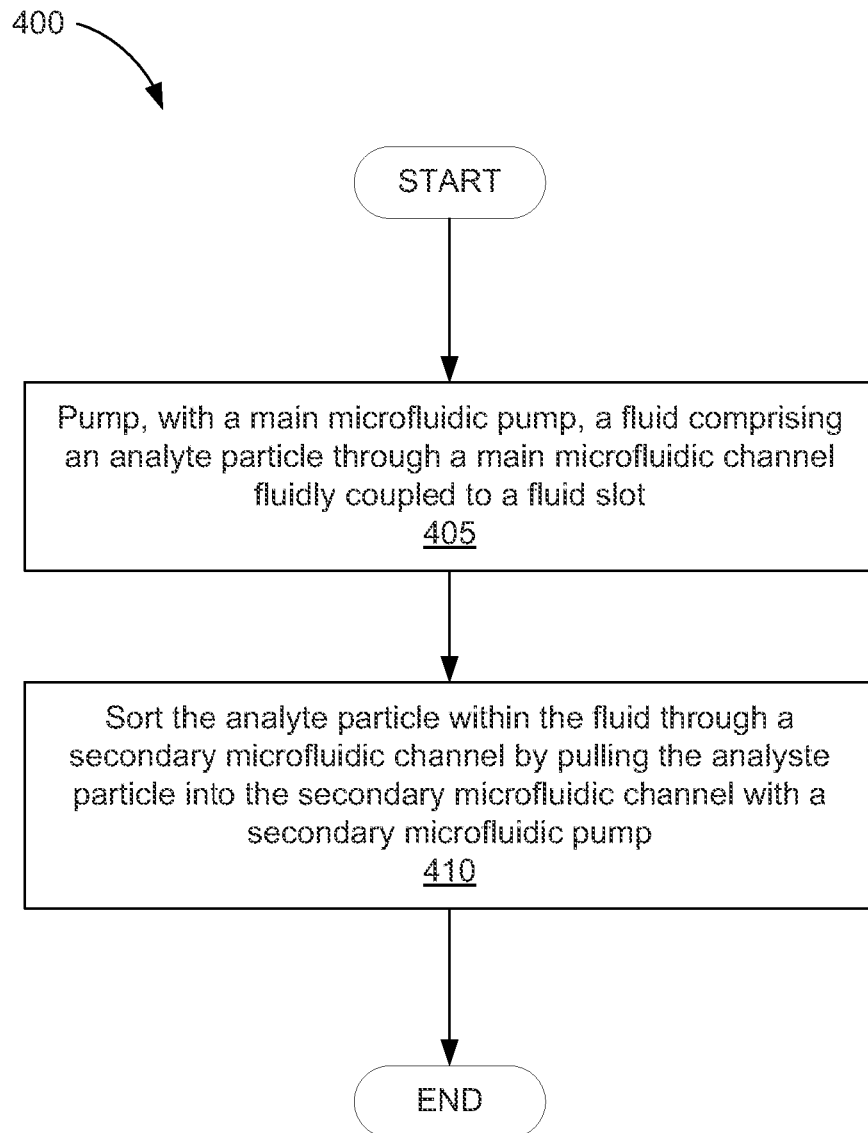 400
START
Pump, with a main microfluidic pump, a fluid comprising
an analyte particle through a main microfluidic channel
fluidly coupled to a fluid slot
405
Sort the analyte particle within the fluid through a
secondary microfluidic channel by pulling the analyste
particle into the secondary microfluidic channel with a
secondary microfluidic pump
410
END